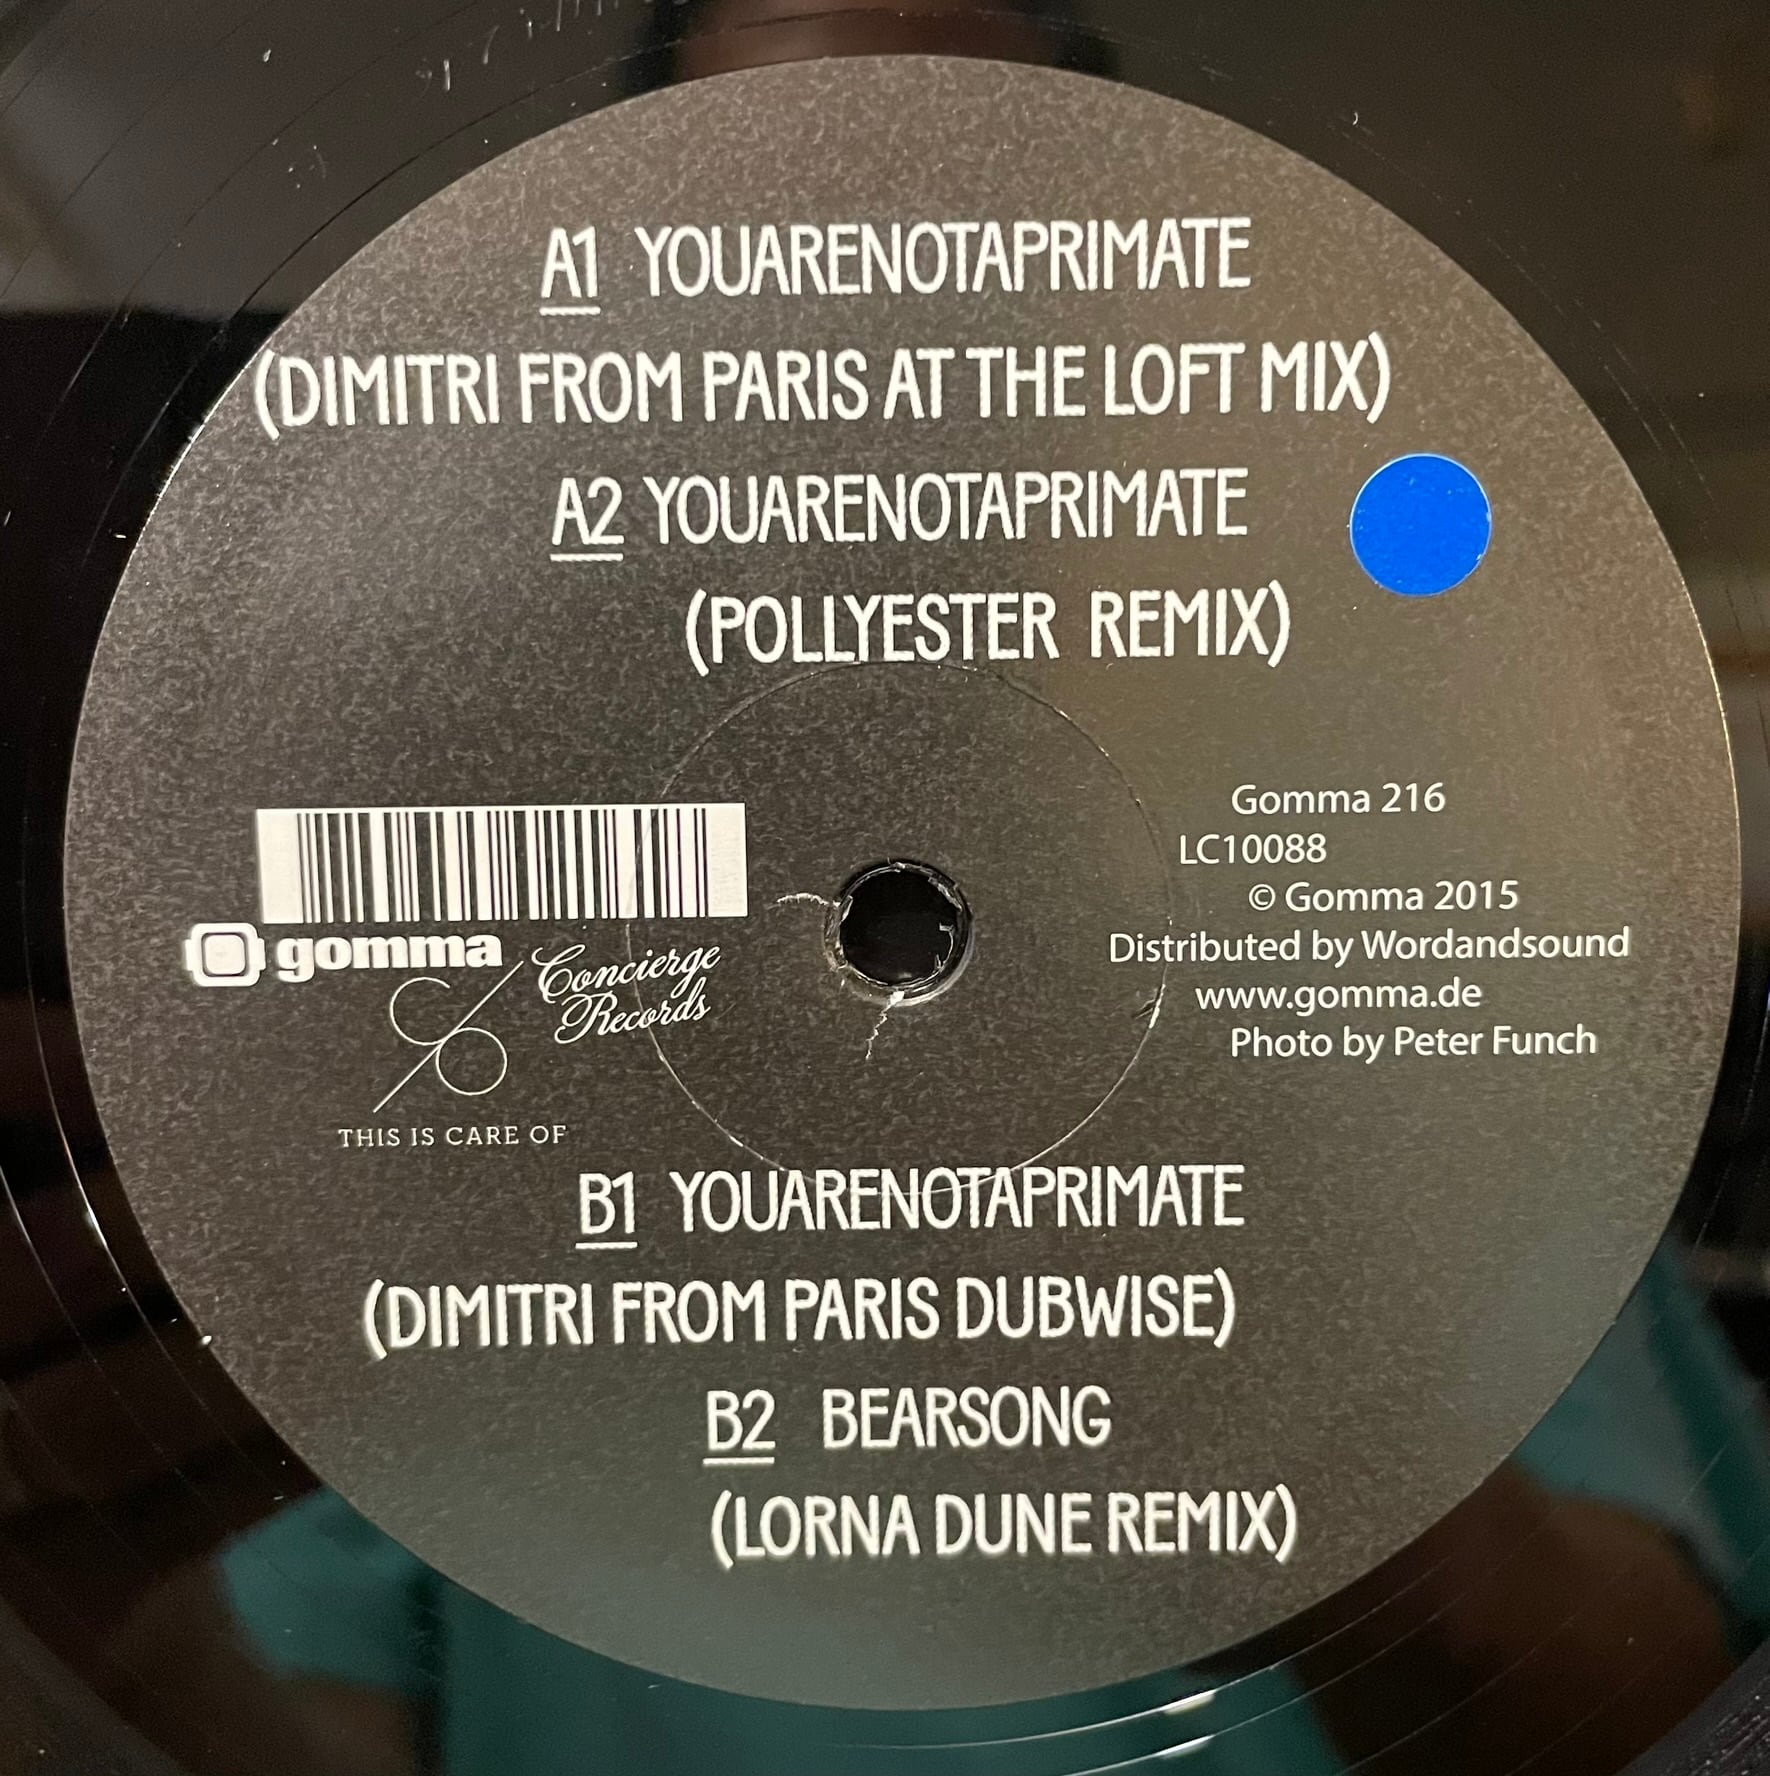 A1 YOUARENOTAPRIMATE
(DIMITRI FROM PARIS AT THE LOFT MIX)
A2 YOUARENOTAPRIMATE
(POLLYESTER REMIX)
gomma
Concierge
Records
THIS IS CARE OF
Gomma 216
LC10088
© Gomma 2015
Distributed by Wordandsound
www.gomma.de
Photo by Peter Funch
B1 YOUARENOTAPRIMATE
(DIMITRI FROM PARIS DUBWISE)
B2 BEARSONG
(LORNA DUNE REMIX)